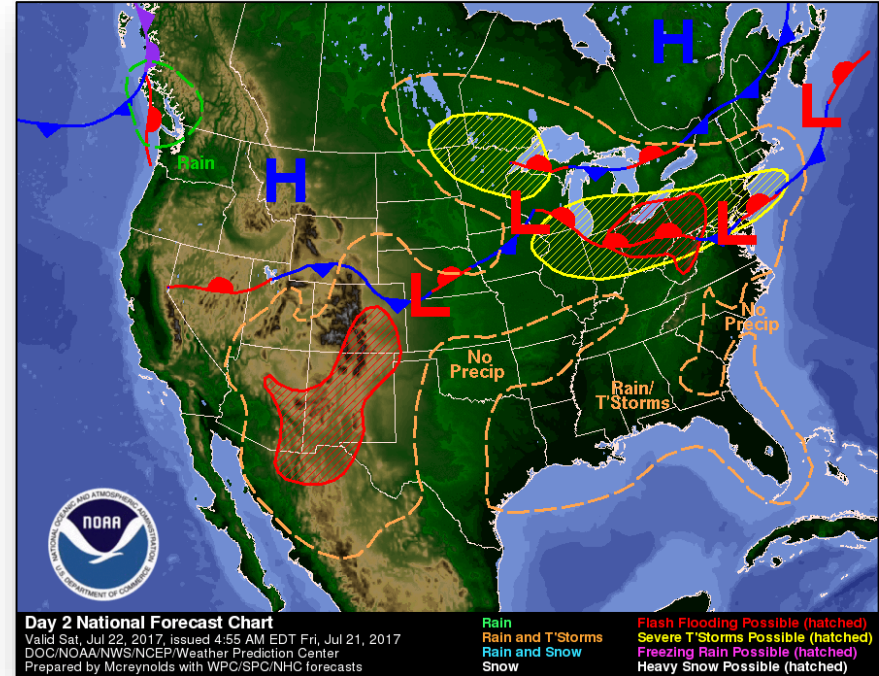 H
L
H
Rain
L
L
L
No
Precip
No
Precip
Rain/
T'Storms
NATIONAL OCEANIC AND ATMOSPHERIC ADMINISTRATION
NOAA
U.S. DEPARTMENT OF COMMERCE
Day 2 National Forecast Chart
Valid Sat, Jul 22, 2017, issued 4:55 AM EDT Fri, Jul 21, 2017
DOC/NOAA/NWS/NCEP/Weather Prediction Center
Prepared by Mcreynolds with WPC/SPC/NHC forecasts
Rain
Rain and T'Storms
Rain and Snow
Snow
Flash Flooding Possible (hatched)
Severe T'Storms Possible (hatched)
Freezing Rain Possible (hatched)
Heavy Snow Possible (hatched)